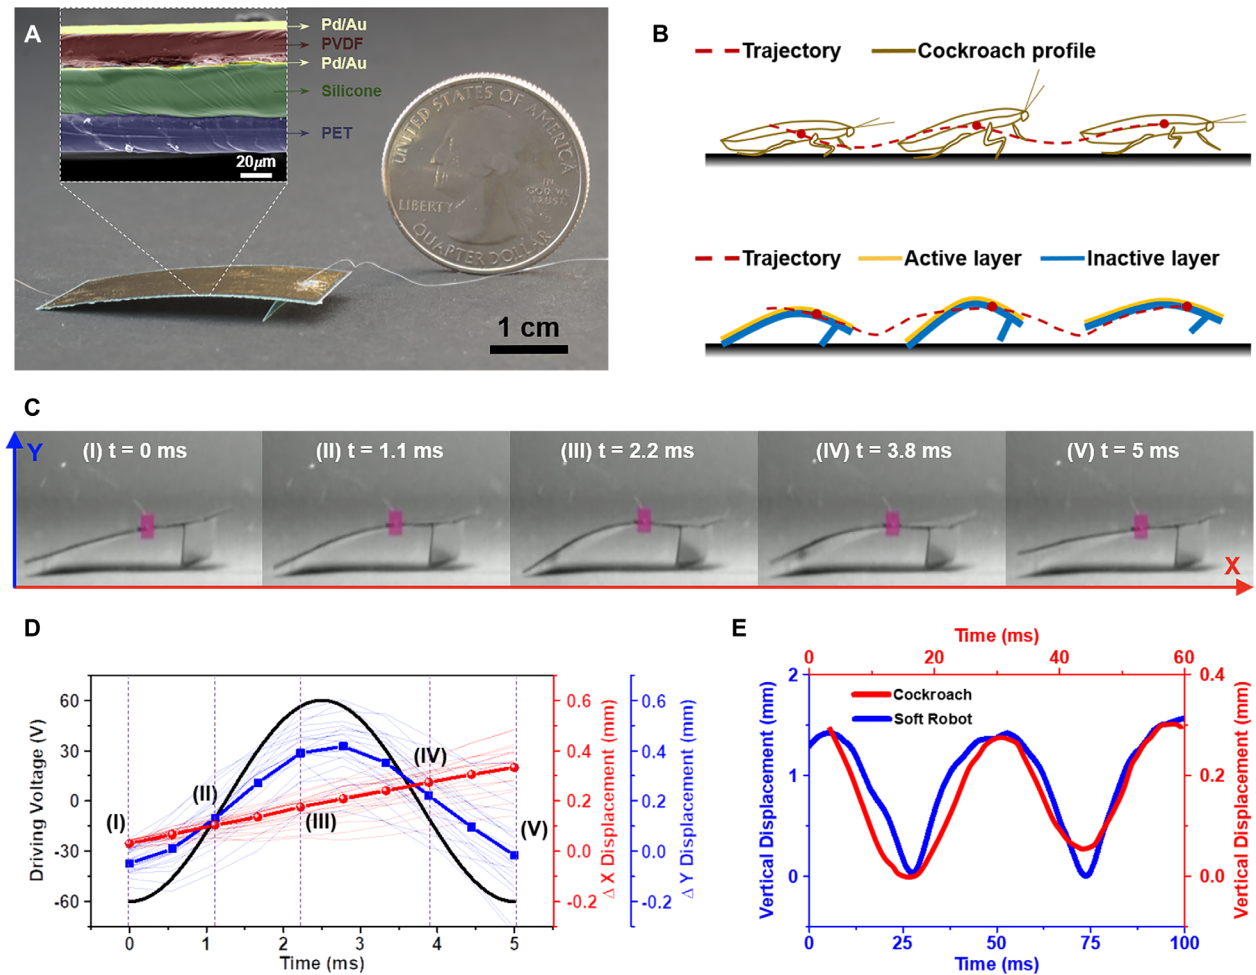 A
Pd/Au
PVDF
Pd/Au
Silicone
PET
20μm
UNITED STATES OF AMERICA
LIBERTY
IN
GOD WE
TRUST
QUARTER DOLLAR
1 cm
B
Trajectory
Cockroach profile
Trajectory
Active layer
Inactive layer
C
Y
(I) t = 0 ms
(II) t = 1.1 ms
(III) t = 2.2 ms
(IV) t = 3.8 ms
(V) t = 5 ms
X
D
Driving Voltage (V)
60
30
0
-30
-60
(I)
(II)
(III)
(IV)
(V)
0.6
0.4
0.2
0.0
-0.2
Δ X Displacement (mm)
0.6
0.4
0.2
0.0
-0.2
Δ Y Displacement (mm)
0 1 2 3 4 5
Time (ms)
E
Time (ms)
0 20 40 60
Vertical Displacement (mm)
2
1
0
Cockroach
Soft Robot
0.4
0.2
0.0
Vertical Displacement (mm)
0 25 50 75 100
Time (ms)